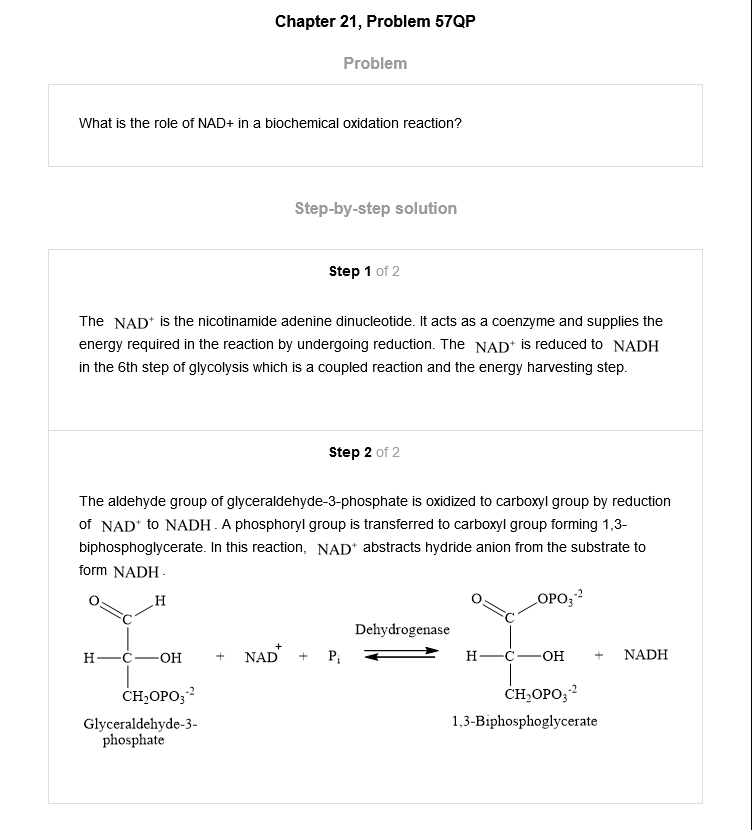 Chapter 21, Problem 57QP
Problem
What is the role of NAD+ in a biochemical oxidation reaction?
Step-by-step solution
Step 1 of 2
The NAD⁺ is the nicotinamide adenine dinucleotide. It acts as a coenzyme and supplies the
energy required in the reaction by undergoing reduction. The NAD⁺ is reduced to NADH
in the 6th step of glycolysis which is a coupled reaction and the energy harvesting step.
Step 2 of 2
The aldehyde group of glyceraldehyde-3-phosphate is oxidized to carboxyl group by reduction
of NAD⁺ to NADH. A phosphoryl group is transferred to carboxyl group forming 1,3-
biphosphoglycerate. In this reaction, NAD⁺ abstracts hydride anion from the substrate to
form NADH.
O H O OPO₃⁻²
C C
Dehydrogenase
H C OH + NAD⁺ + Pᵢ H C OH + NADH
CH₂OPO₃⁻² CH₂OPO₃⁻²
Glyceraldehyde-3- 1,3-Biphosphoglycerate
phosphate